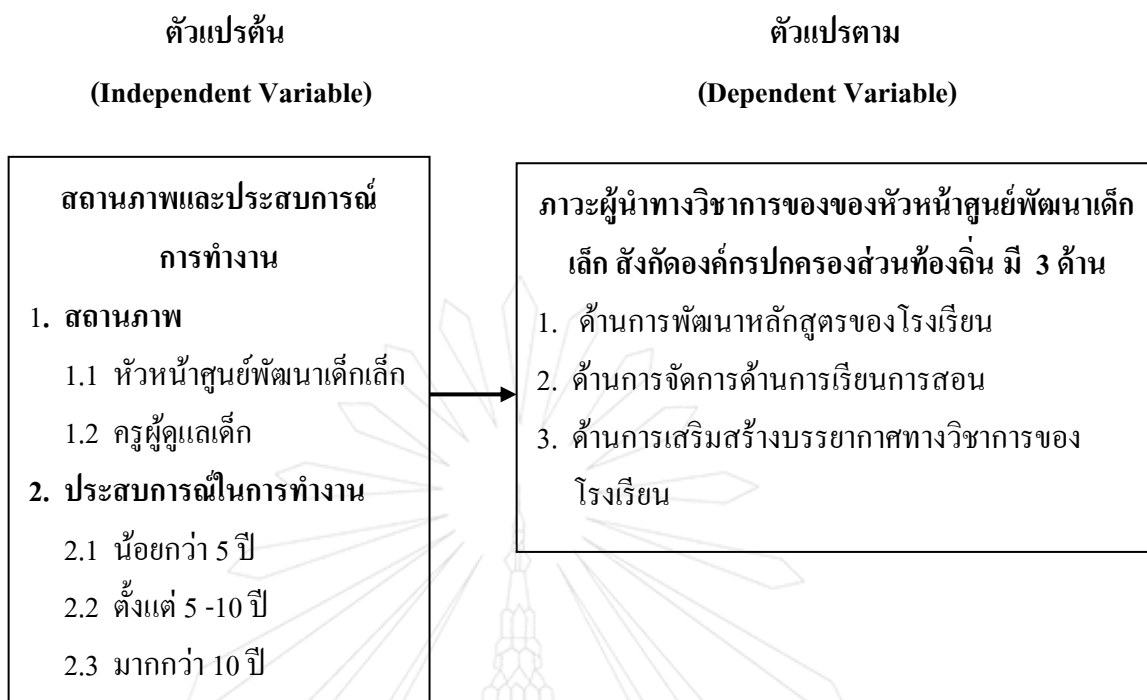 ตัวแปรต้น
(Independent Variable)
สถานภาพและประสบการณ์
การทำงาน
1. สถานภาพ
1.1 หัวหน้าศูนย์พัฒนาเด็กเล็ก
1.2 ครูผู้ดูแลเด็ก
2. ประสบการณ์ในการทำงาน
2.1 น้อยกว่า 5 ปี
2.2 ตั้งแต่ 5 -10 ปี
2.3 มากกว่า 10 ปี
ตัวแปรตาม
(Dependent Variable)
ภาวะผู้นำทางวิชาการของของหัวหน้าศูนย์พัฒนาเด็ก
เล็ก สังกัดองค์กรปกครองส่วนท้องถิ่น มี 3 ด้าน
1. ด้านการพัฒนาหลักสูตรของโรงเรียน
2. ด้านการจัดการด้านการเรียนการสอน
3. ด้านการเสริมสร้างบรรยากาศทางวิชาการของ
โรงเรียน